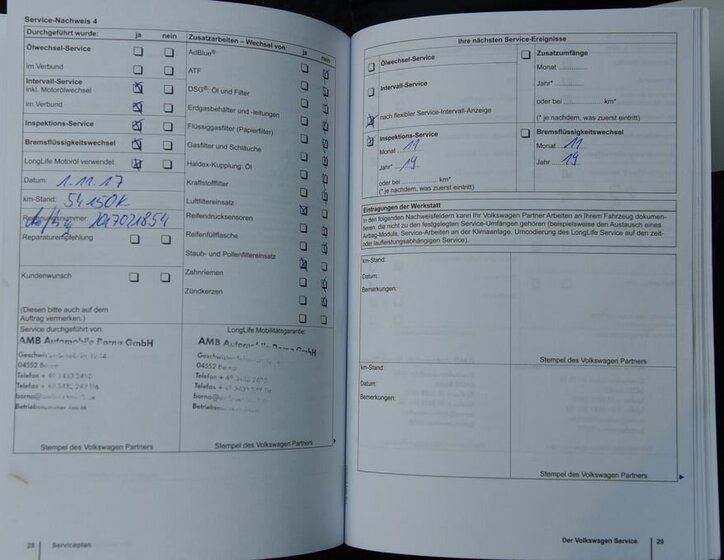 Service-Nachweis 4
Durchgeführt wurde: ja nein
Ölwechsel-Service
im Verbund
Intervall-Service
inkl. Motorölwechsel
im Verbund
Inspektions-Service
Bremsflüssigkeitswechsel
LongLife Motoröl verwendet
Datum: 1.11.17
km-Stand: 54150K
1047021854
Reparaturempfehlung
Kundenwunsch
(Diesen bitte auch auf dem
Auftrag vermerken.)
Service durchgeführt von:
AMB Automobile Borna GmbH
04552
Stempel des Volkswagen Partners
Zusatzarbeiten – Wechsel von: ja nein
AdBlue®
ATF
DSG®: Öl und Filter
Erdgasbehälter und -leitungen
Flüssiggasfilter (Papierfilter)
Gasfilter und Schläuche
Haldex-Kupplung: Öl
Kraftstofffilter
Luftfiltereinsatz
Reifendrucksensoren
Reifenfüllflasche
Staub- und Pollenfiltereinsatz
Zahnriemen
Zündkerzen
LongLife Mobilitätsgarantie:
AMB Automobile Borna GmbH
04552
Stempel des Volkswagen Partners
28 Serviceplan
Ihre nächsten Service-Ereignisse
Ölwechsel-Service
Intervall-Service
nach flexibler Service-Intervall-Anzeige
Zusatzumfänge
Monat
Jahr*
oder bei km*
(* je nachdem, was zuerst eintritt)
Inspektions-Service
Monat 11
Jahr* 19
oder bei km*
(* je nachdem, was zuerst eintritt)
Bremsflüssigkeitswechsel
Monat 11
Jahr 19
Eintragungen der Werkstatt
In den folgenden Nachweisfeldern kann Ihr Volkswagen Partner Arbeiten an Ihrem Fahrzeug dokumen-
tieren, die nicht zu den festgelegten Service-Umfängen gehören (beispielsweise den Austausch eines
Airbag-Moduls, Service-Arbeiten an der Klimaanlage, Umcodierung des LongLife Service auf den zeit-
oder laufleistungsabhängigen Service).
km-Stand:
Datum:
Bemerkungen:
Stempel des Volkswagen Partners
km-Stand:
Datum:
Bemerkungen:
Stempel des Volkswagen Partners
Der Volkswagen Service 29